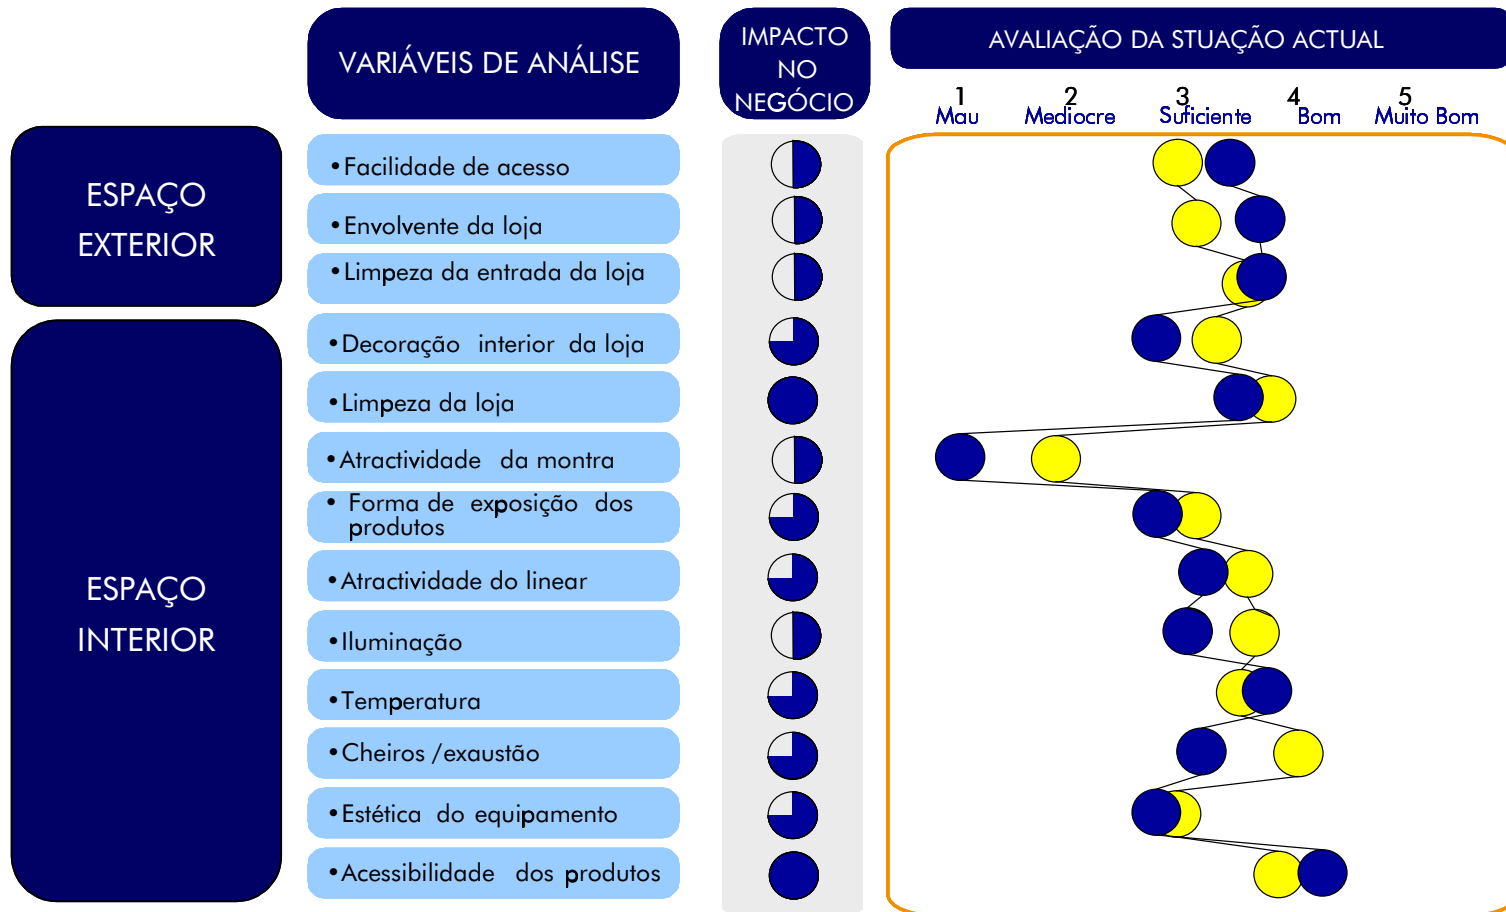 VARIÁVEIS DE ANÁLISE
IMPACTO
NO
NEGÓCIO
AVALIAÇÃO DA STUAÇÃO ACTUAL
1 2 3 4 5
Mau Mediocre Suficiente Bom Muito Bom
ESPAÇO
EXTERIOR
•Facilidade de acesso
•Envolvente da loja
•Limpeza da entrada da loja
ESPAÇO
INTERIOR
•Decoração interior da loja
•Limpeza da loja
•Atractividade da montra
• Forma de exposição dos
produtos
•Atractividade do linear
•Iluminação
•Temperatura
•Cheiros /exaustão
•Estética do equipamento
•Acessibilidade dos produtos